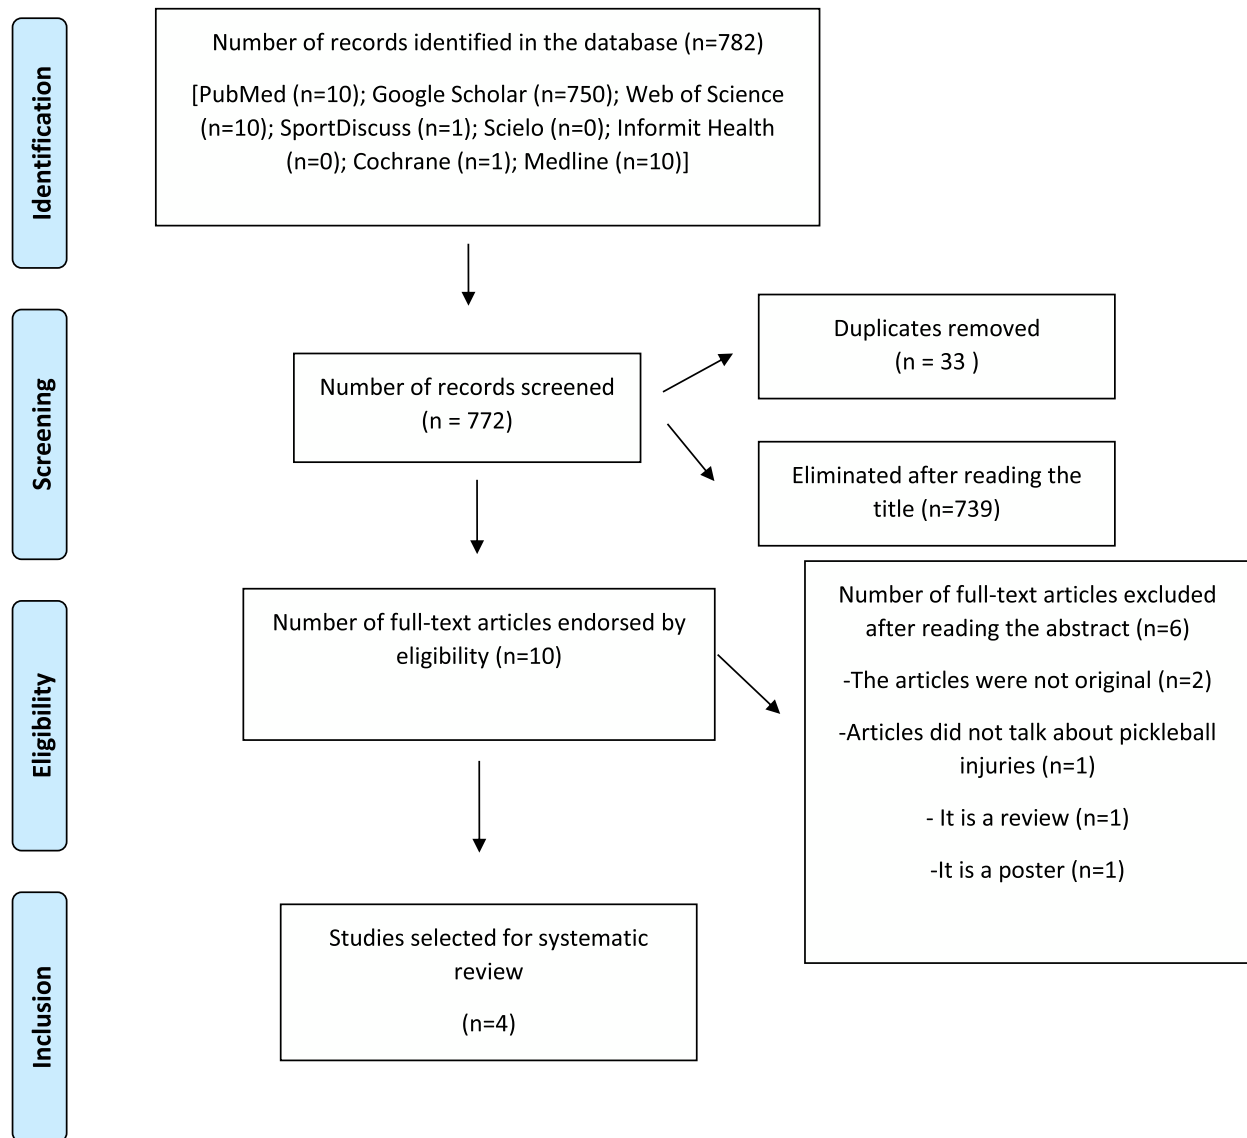 Identification
Number of records identified in the database (n=782)
[PubMed (n=10); Google Scholar (n=750); Web of Science
(n=10); SportDiscuss (n=1); Scielo (n=0); Informit Health
(n=0); Cochrane (n=1); Medline (n=10)]
Screening
Number of records screened
(n = 772)
Duplicates removed
(n = 33 )
Eliminated after reading the
title (n=739)
Eligibility
Number of full-text articles endorsed by
eligibility (n=10)
Number of full-text articles excluded
after reading the abstract (n=6)
-The articles were not original (n=2)
-Articles did not talk about pickleball
injuries (n=1)
- It is a review (n=1)
-It is a poster (n=1)
Inclusion
Studies selected for systematic
review
(n=4)